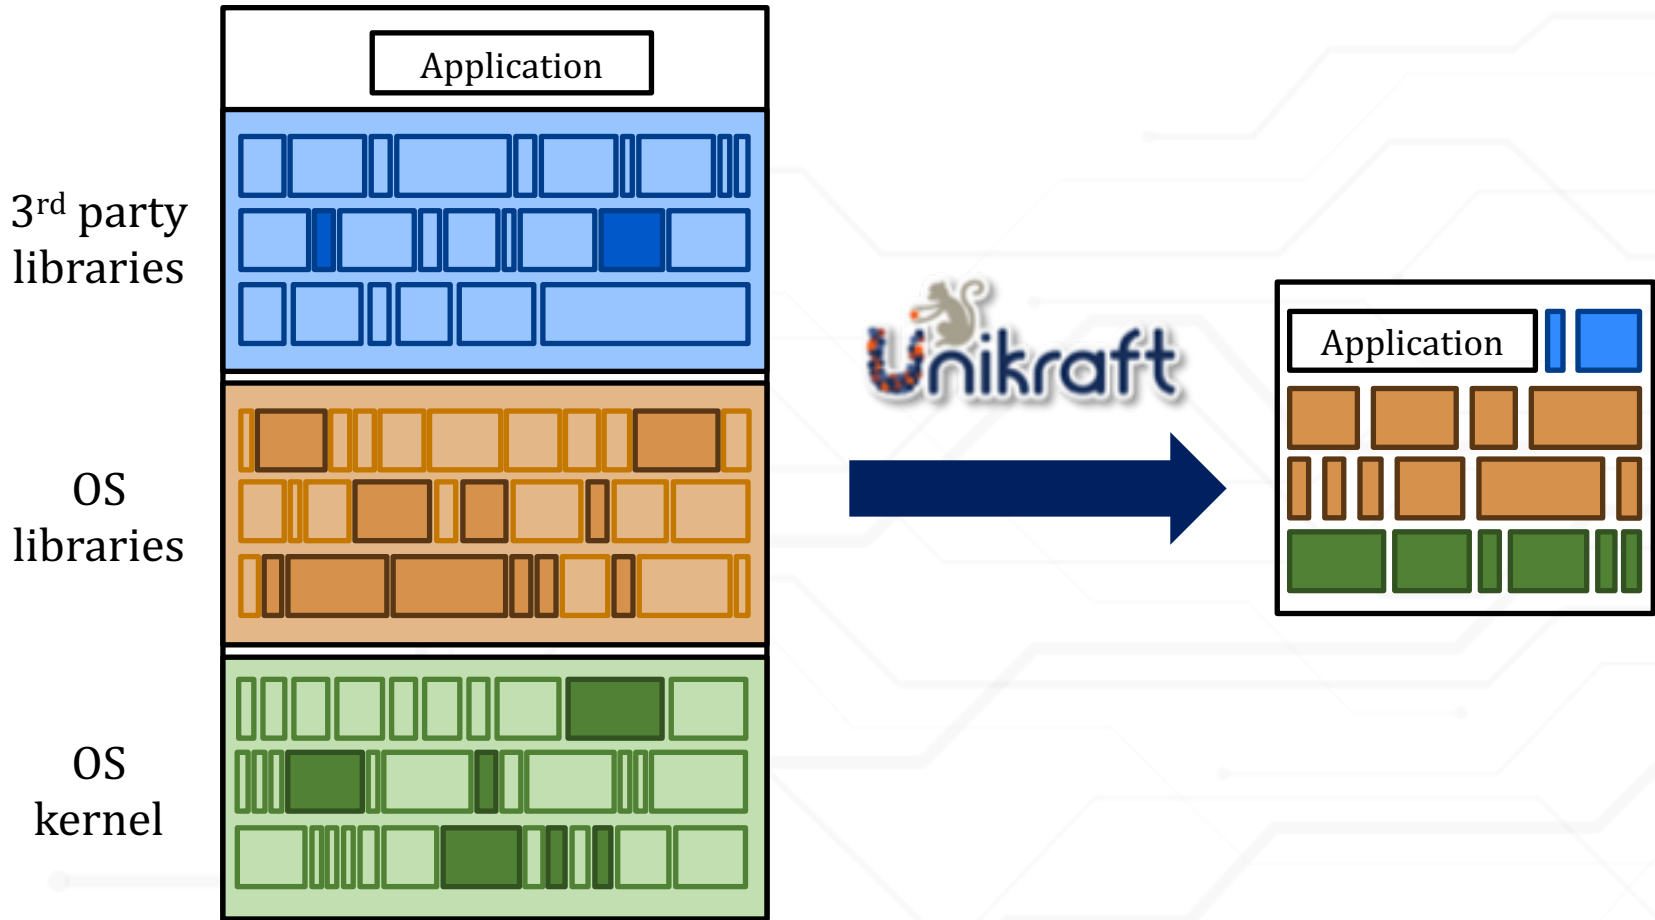 Application
3rd party
libraries
OS
libraries
OS
kernel
Unikraft
Application